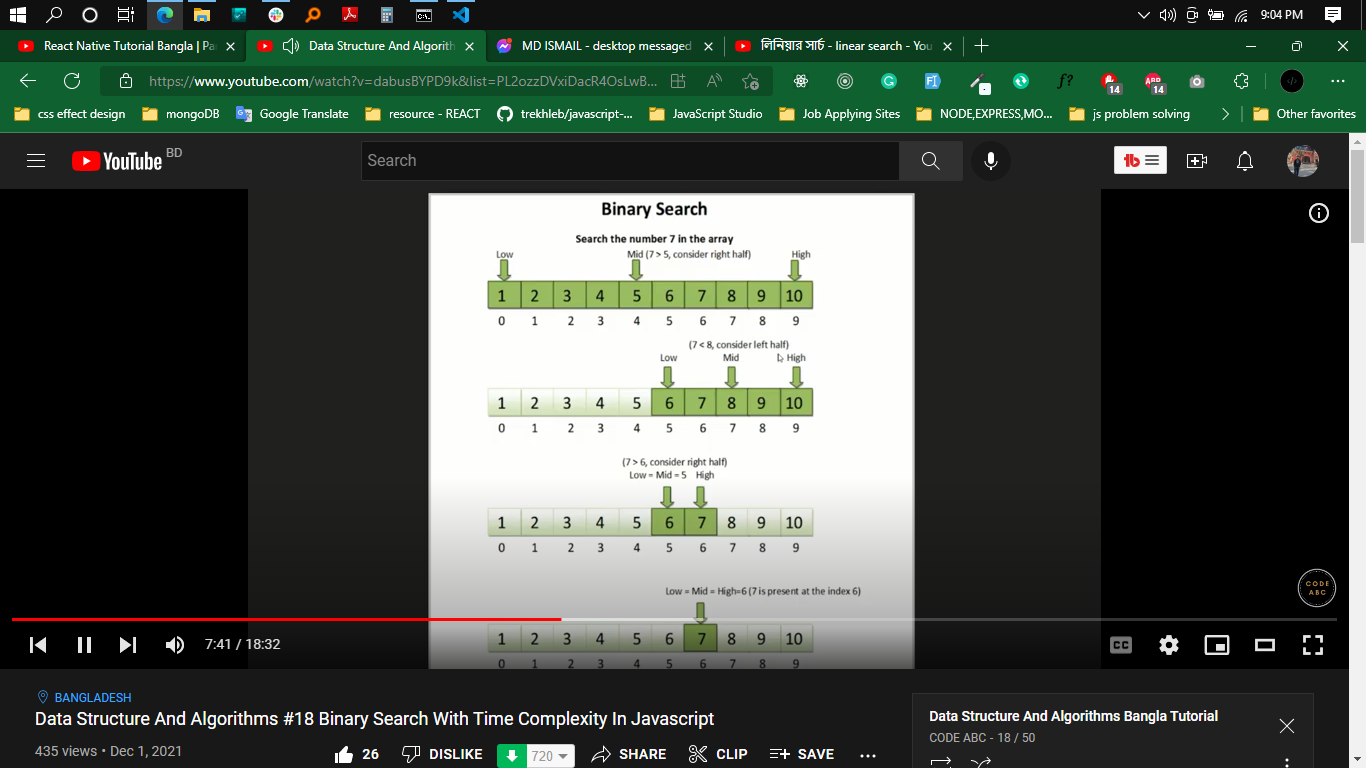 9:04 PM
React Native Tutorial Bangla | Pa
Data Structure And Algorith
MD ISMAIL - desktop messaged
লিনিয়ার সার্চ - linear search - You
https://www.youtube.com/watch?v=dabusBYPD9k&list=PL2ozzDVxiDacR4OsLwB...
14
14
css effect design
mongoDB
Google Translate
resource - REACT
trekhleb/javascript-...
JavaScript Studio
Job Applying Sites
NODE,EXPRESS,MO...
js problem solving
Other favorites
YouTube BD
Search
Binary Search
Search the number 7 in the array
Low Mid (7 > 5, consider right half) High
1 2 3 4 5 6 7 8 9 10
0 1 2 3 4 5 6 7 8 9
(7 < 8, consider left half)
Low Mid High
1 2 3 4 5 6 7 8 9 10
0 1 2 3 4 5 6 7 8 9
(7 > 6, consider right half)
Low = Mid = 5 High
1 2 3 4 5 6 7 8 9 10
0 1 2 3 4 5 6 7 8 9
Low = Mid = High=6 (7 is present at the index 6)
1 2 3 4 5 6 7 8 9 10
0 1 2 3 4 5 6 7 8 9
CODE
ABC
7:41 / 18:32
CC
BANGLADESH
Data Structure And Algorithms #18 Binary Search With Time Complexity In Javascript
435 views • Dec 1, 2021
26
DISLIKE
720
SHARE
CLIP
SAVE
Data Structure And Algorithms Bangla Tutorial
CODE ABC - 18 / 50